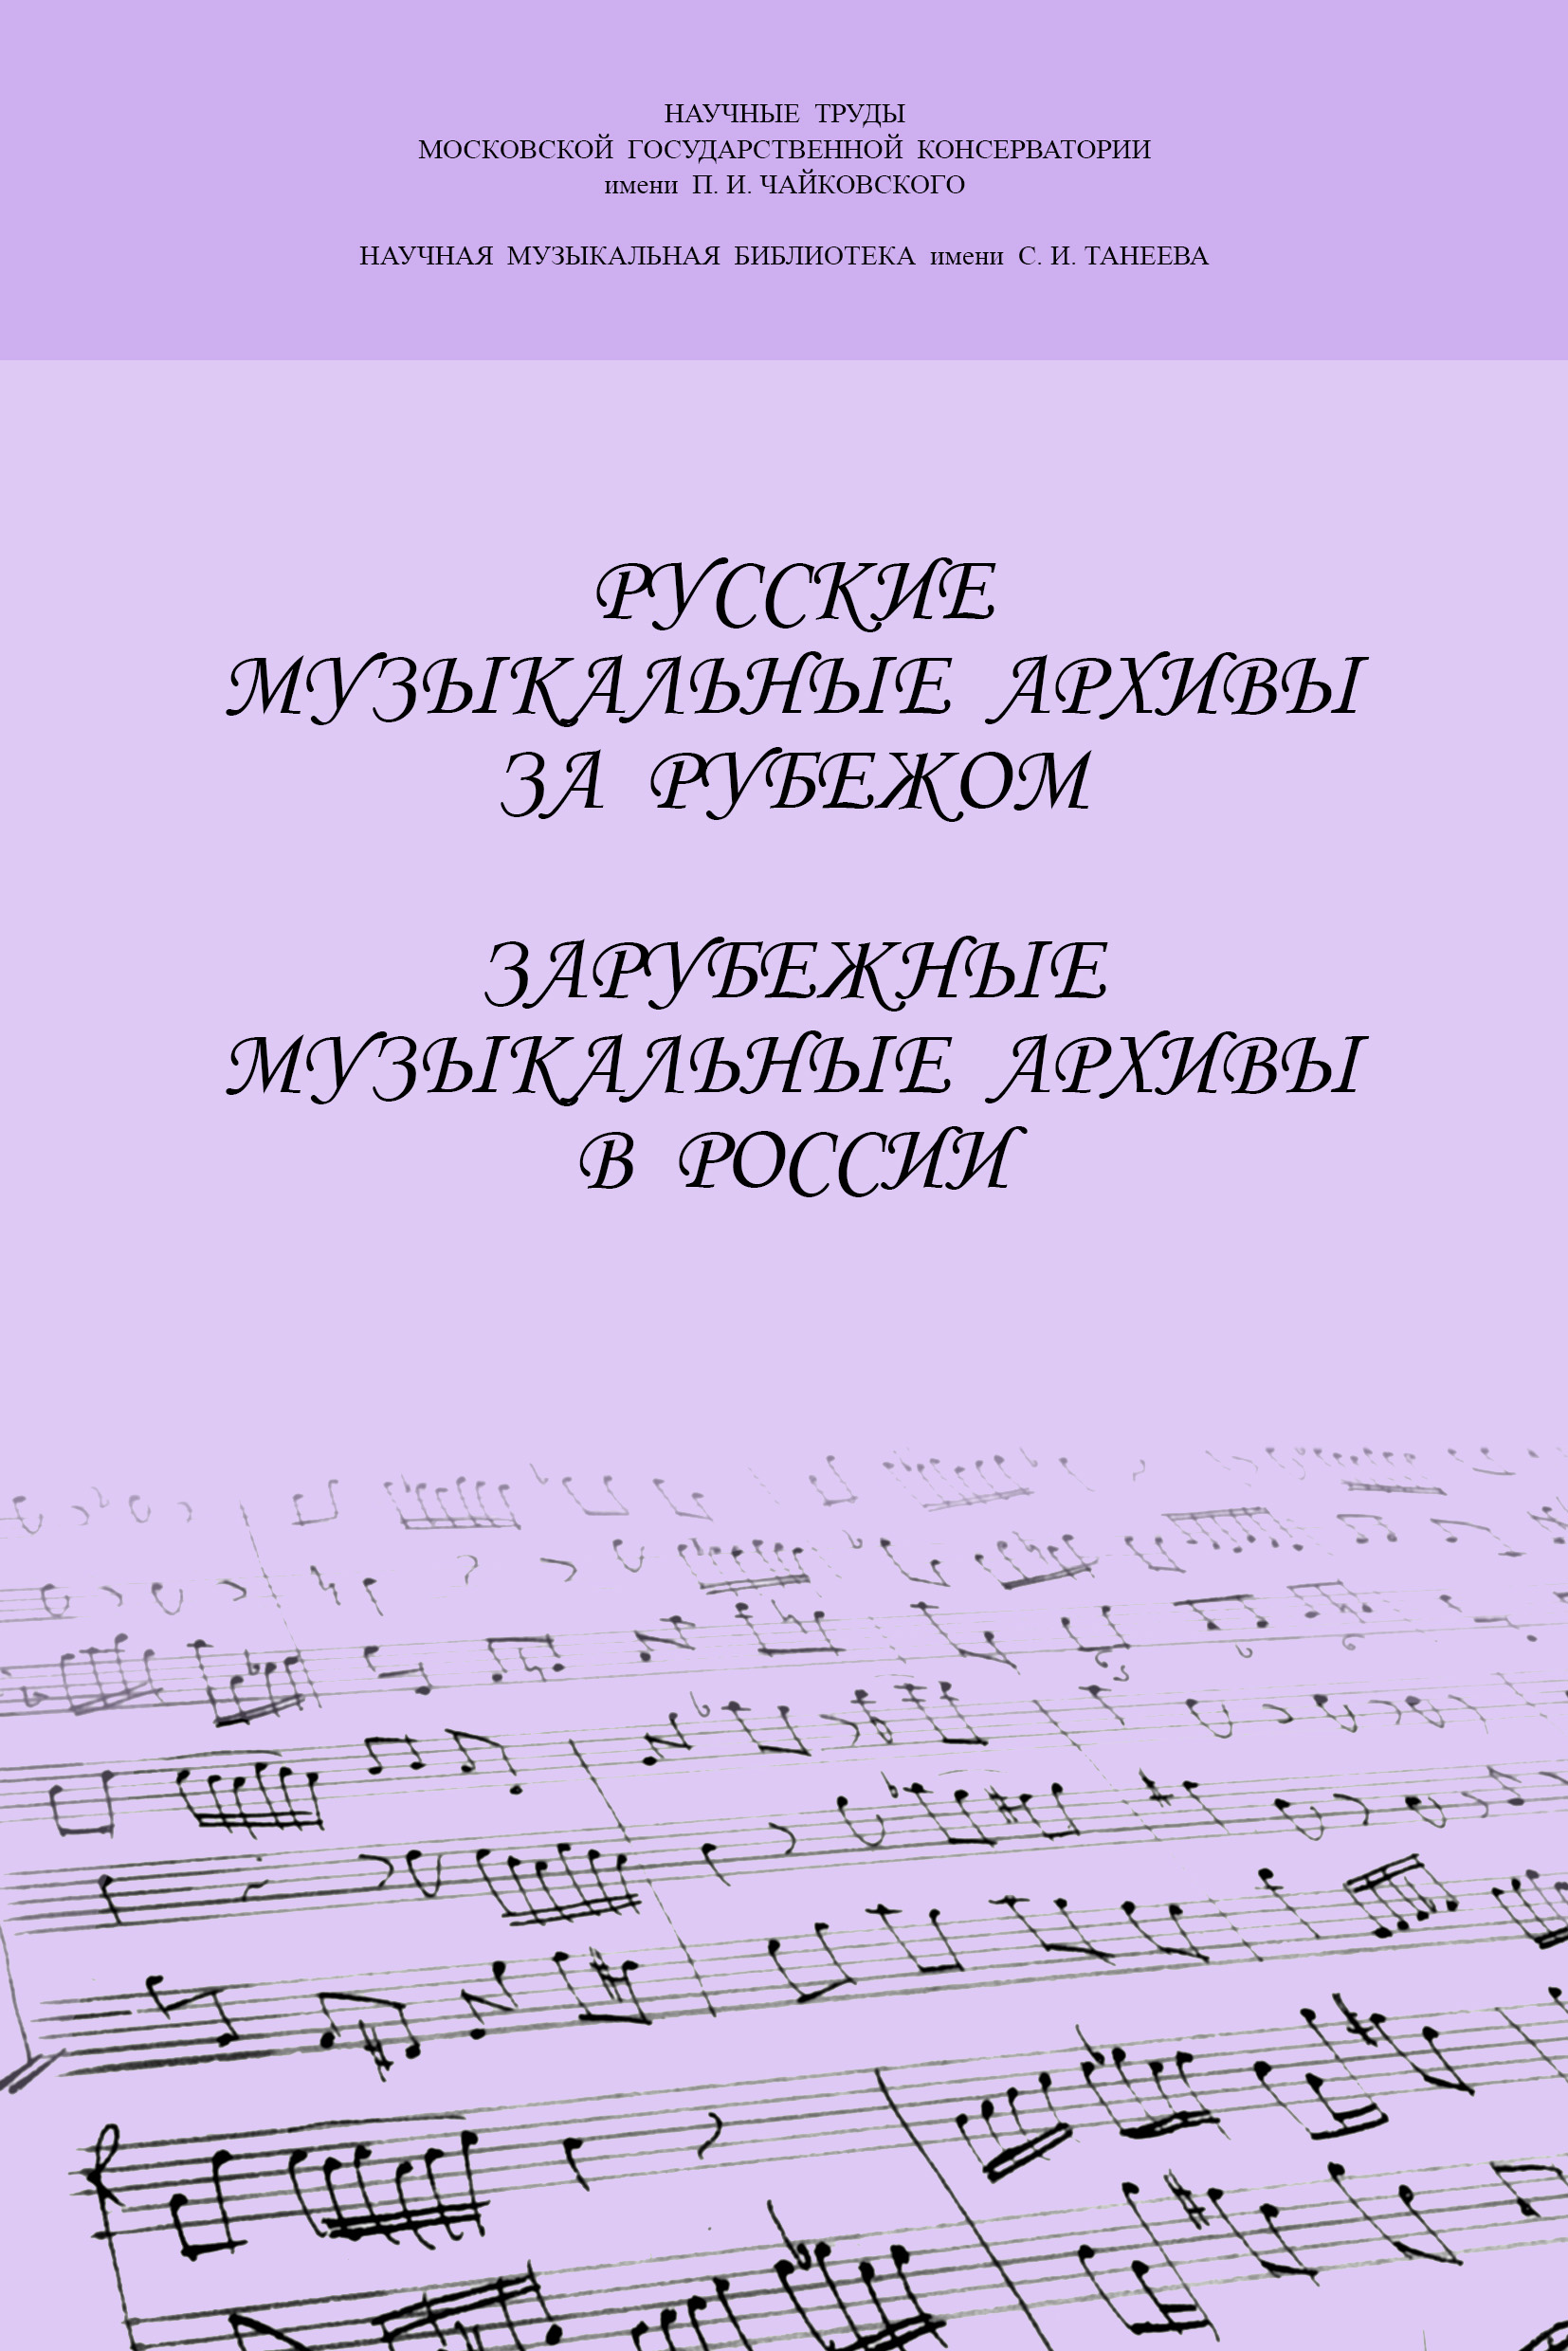 НАУЧНЫЕ ТРУДЫ
МОСКОВСКОЙ ГОСУДАРСТВЕННОЙ КОНСЕРВАТОРИИ
имени П. И. ЧАЙКОВСКОГО
НАУЧНАЯ МУЗЫКАЛЬНАЯ БИБЛИОТЕКА имени С. И. ТАНЕЕВА
РУССКИЕ
МУЗЫКАЛЬНЫЕ АРХИВЫ
ЗА РУБЕЖОМ
ЗАРУБЕЖНЫЕ
МУЗЫКАЛЬНЫЕ АРХИВЫ
В РОССИИ